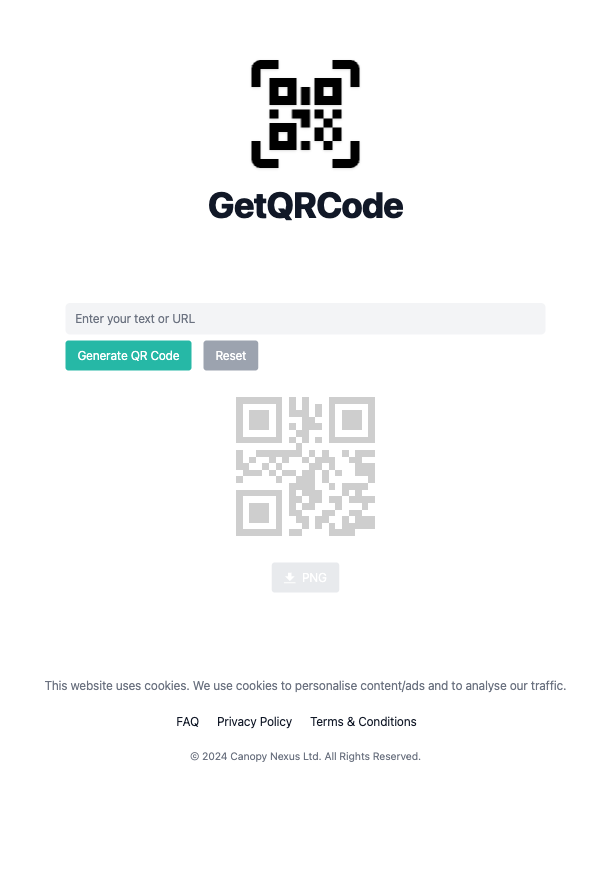 GetQRCode
Enter your text or URL
Generate QR Code
Reset
PNG
This website uses cookies. We use cookies to personalise content/ads and to analyse our traffic.
FAQ Privacy Policy Terms & Conditions
© 2024 Canopy Nexus Ltd. All Rights Reserved.